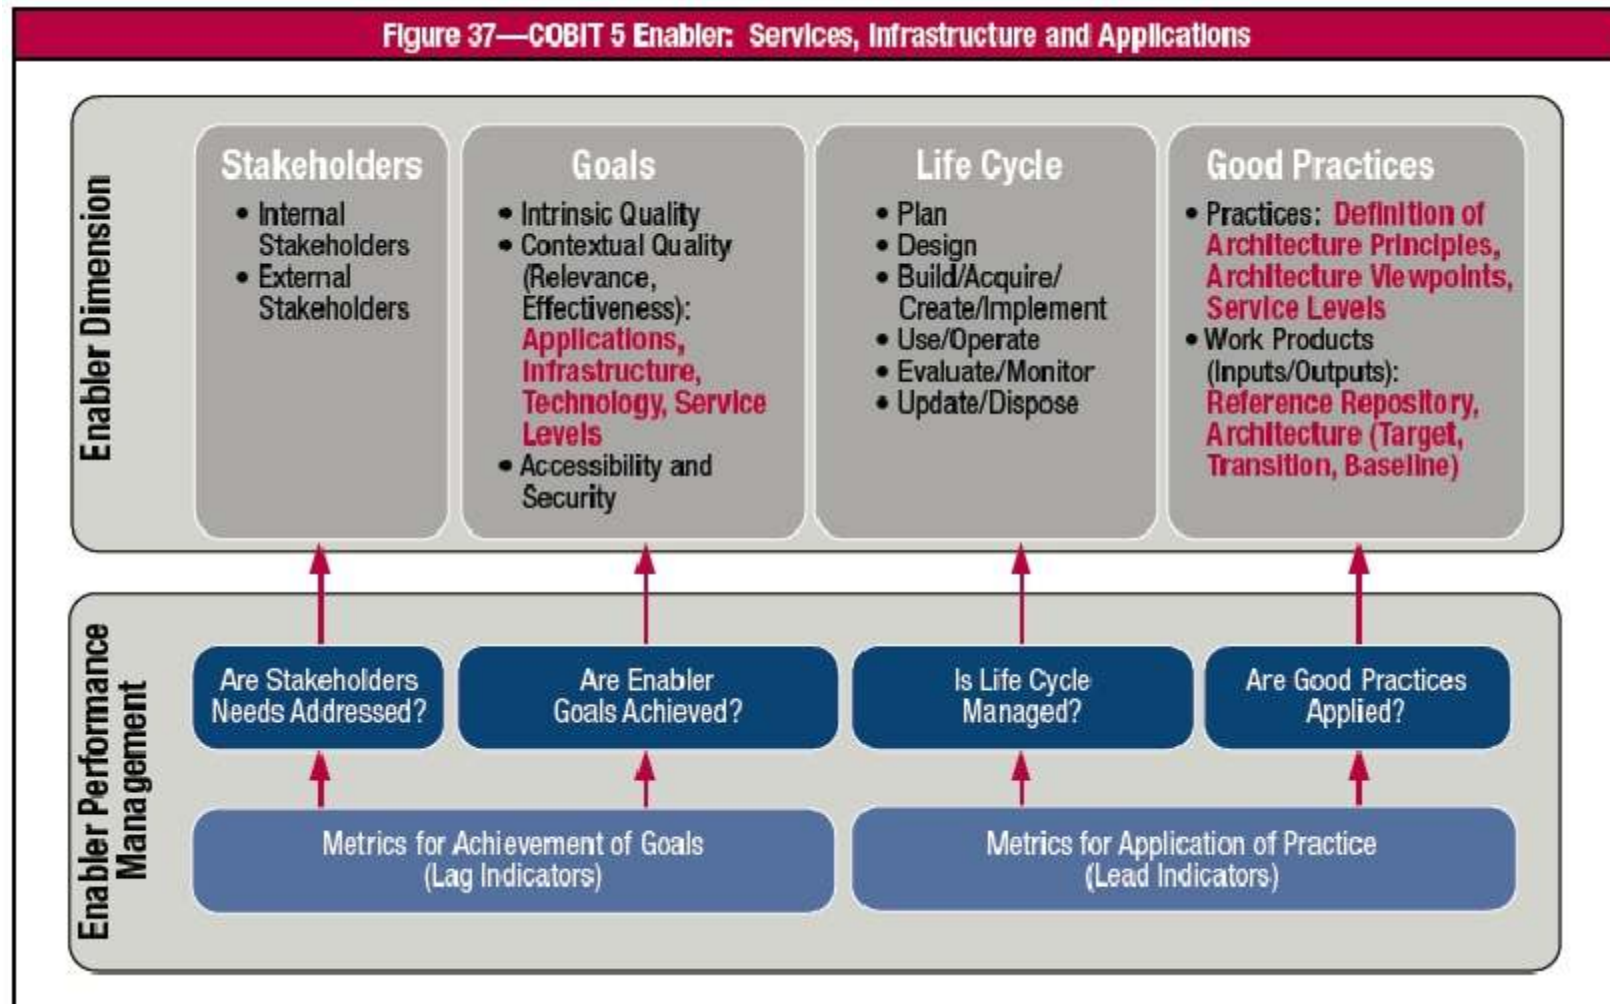 Figure 37—COBIT 5 Enabler: Services, Infrastructure and Applications
Enabler Dimension
Stakeholders
• Internal
Stakeholders
• External
Stakeholders
Goals
• Intrinsic Quality
• Contextual Quality
(Relevance,
Effectiveness):
Applications,
Infrastructure,
Technology, Service
Levels
• Accessibility and
Security
Life Cycle
• Plan
• Design
• Build/Acquire/
Create/Implement
• Use/Operate
• Evaluate/Monitor
• Update/Dispose
Good Practices
• Practices: Definition of
Architecture Principles,
Architecture Viewpoints,
Service Levels
• Work Products
(Inputs/Outputs):
Reference Repository,
Architecture (Target,
Transition, Baseline)
Enabler Performance
Management
Are Stakeholders
Needs Addressed?
Are Enabler
Goals Achieved?
Is Life Cycle
Managed?
Are Good Practices
Applied?
Metrics for Achievement of Goals
(Lag Indicators)
Metrics for Application of Practice
(Lead Indicators)